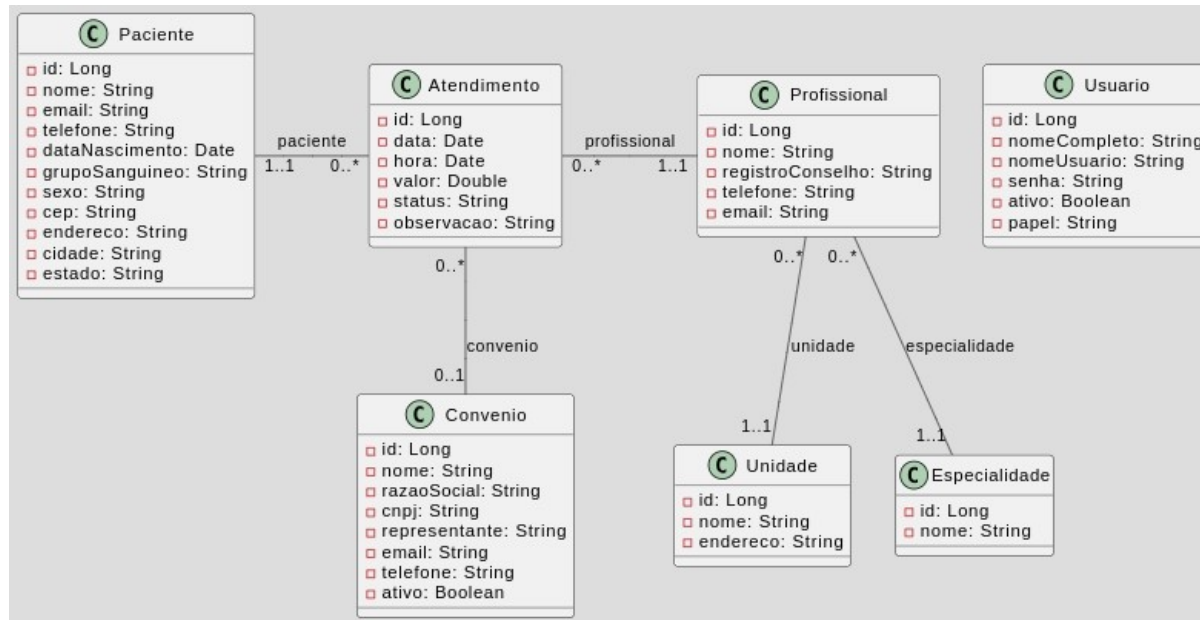 C Paciente
id: Long
nome: String
email: String
telefone: String
dataNascimento: Date
grupoSanguineo: String
sexo: String
cep: String
endereco: String
cidade: String
estado: String
paciente
1..1 0..*
C Atendimento
id: Long
data: Date
hora: Date
valor: Double
status: String
observacao: String
profissional
0..* 1..1
C Profissional
id: Long
nome: String
registroConselho: String
telefone: String
email: String
C Usuario
id: Long
nomeCompleto: String
nomeUsuario: String
senha: String
ativo: Boolean
papel: String
0..*
convenio
0..1
C Convenio
id: Long
nome: String
razaoSocial: String
cnpj: String
representante: String
email: String
telefone: String
ativo: Boolean
0..* 0..*
unidade especialidade
1..1 1..1
C Unidade
id: Long
nome: String
endereco: String
C Especialidade
id: Long
nome: String